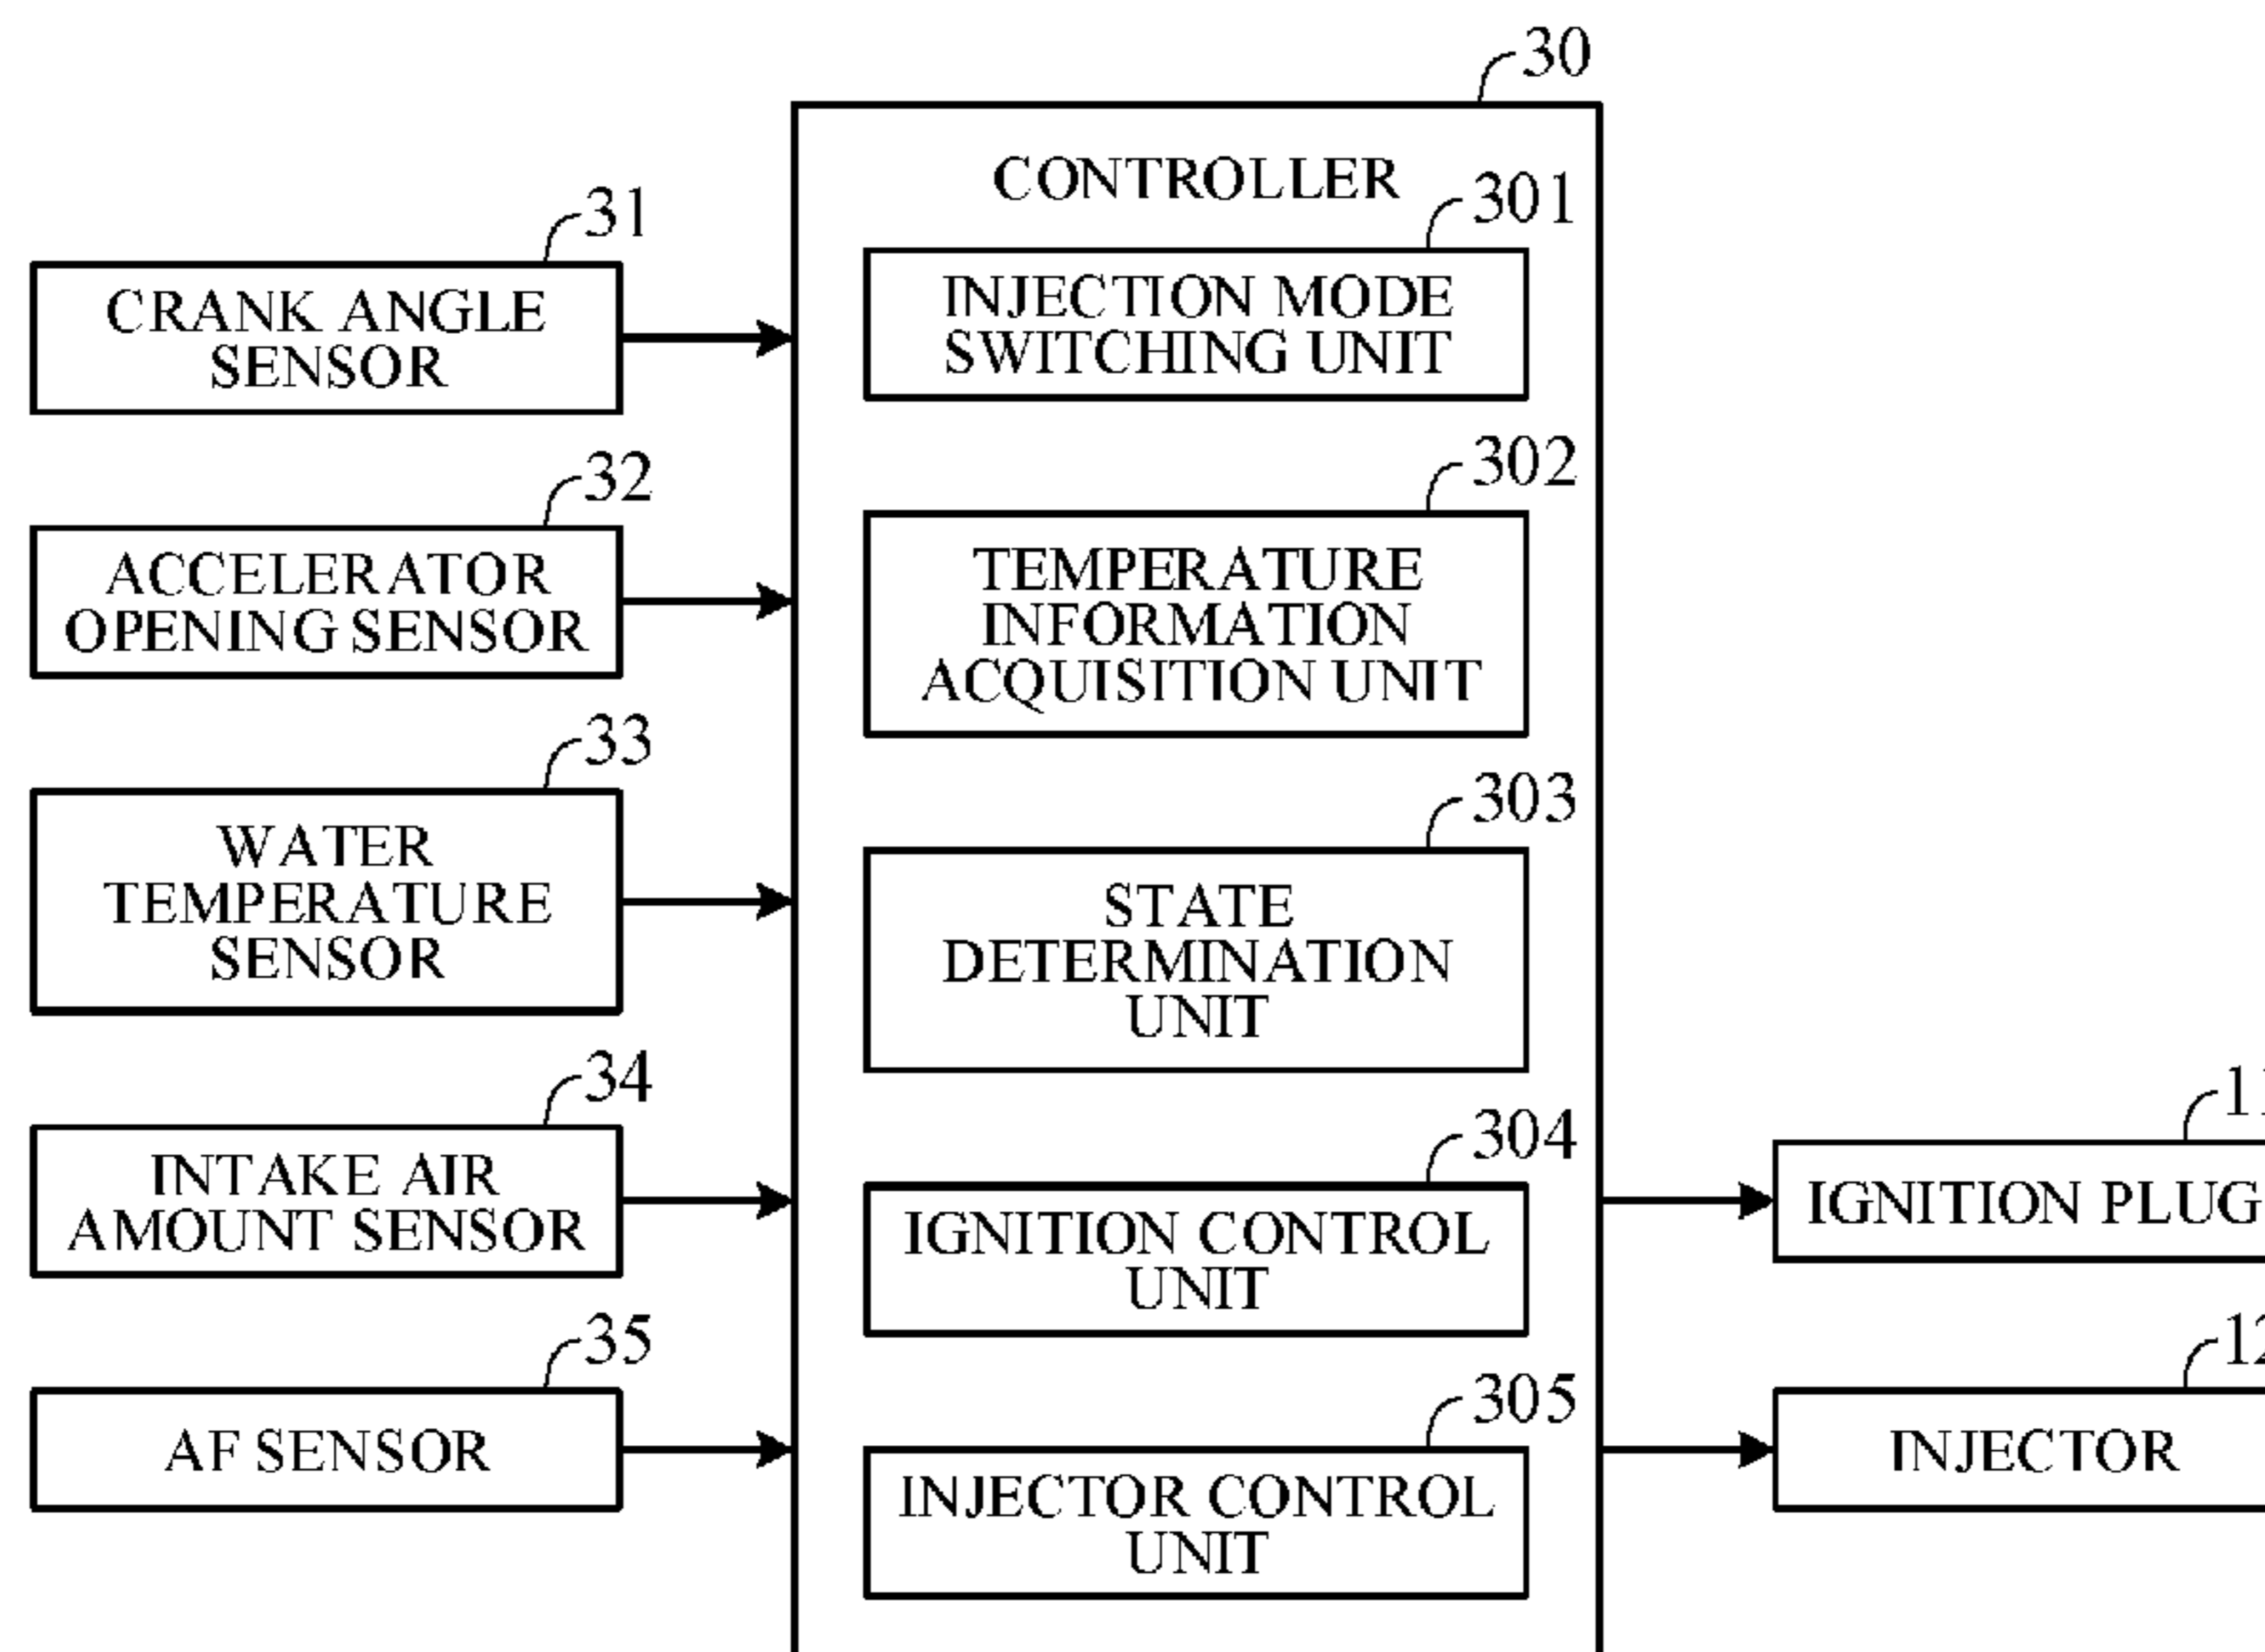 30
CONTROLLER
31
CRANK ANGLE
SENSOR
32
ACCELERATOR
OPENING SENSOR
33
WATER
TEMPERATURE
SENSOR
34
INTAKE AIR
AMOUNT SENSOR
35
AF SENSOR
301
INJECTION MODE
SWITCHING UNIT
302
TEMPERATURE
INFORMATION
ACQUISITION UNIT
303
STATE
DETERMINATION
UNIT
304
IGNITION CONTROL
UNIT
305
INJECTOR CONTROL
UNIT
11
IGNITION PLUG
12
INJECTOR